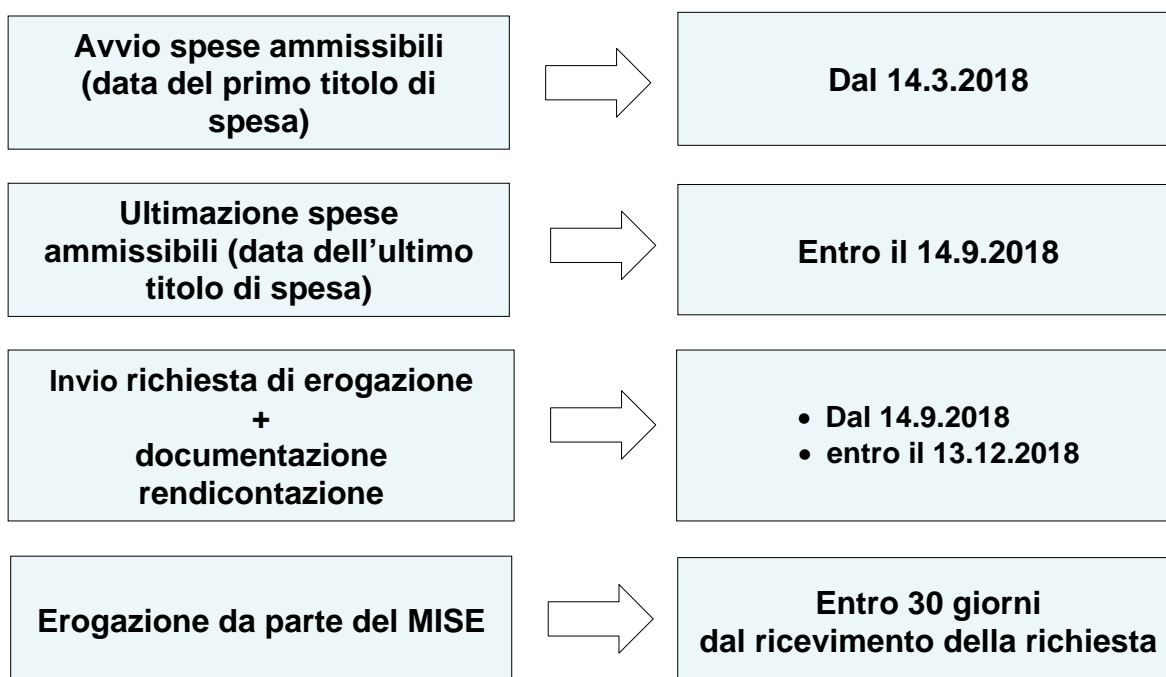 Avvio spese ammissibili
(data del primo titolo di
spesa)
Dal 14.3.2018
Ultimazione spese
ammissibili (data dell’ultimo
titolo di spesa)
Entro il 14.9.2018
Invio richiesta di erogazione
+
documentazione
rendicontazione
• Dal 14.9.2018
• entro il 13.12.2018
Erogazione da parte del MISE
Entro 30 giorni
dal ricevimento della richiesta